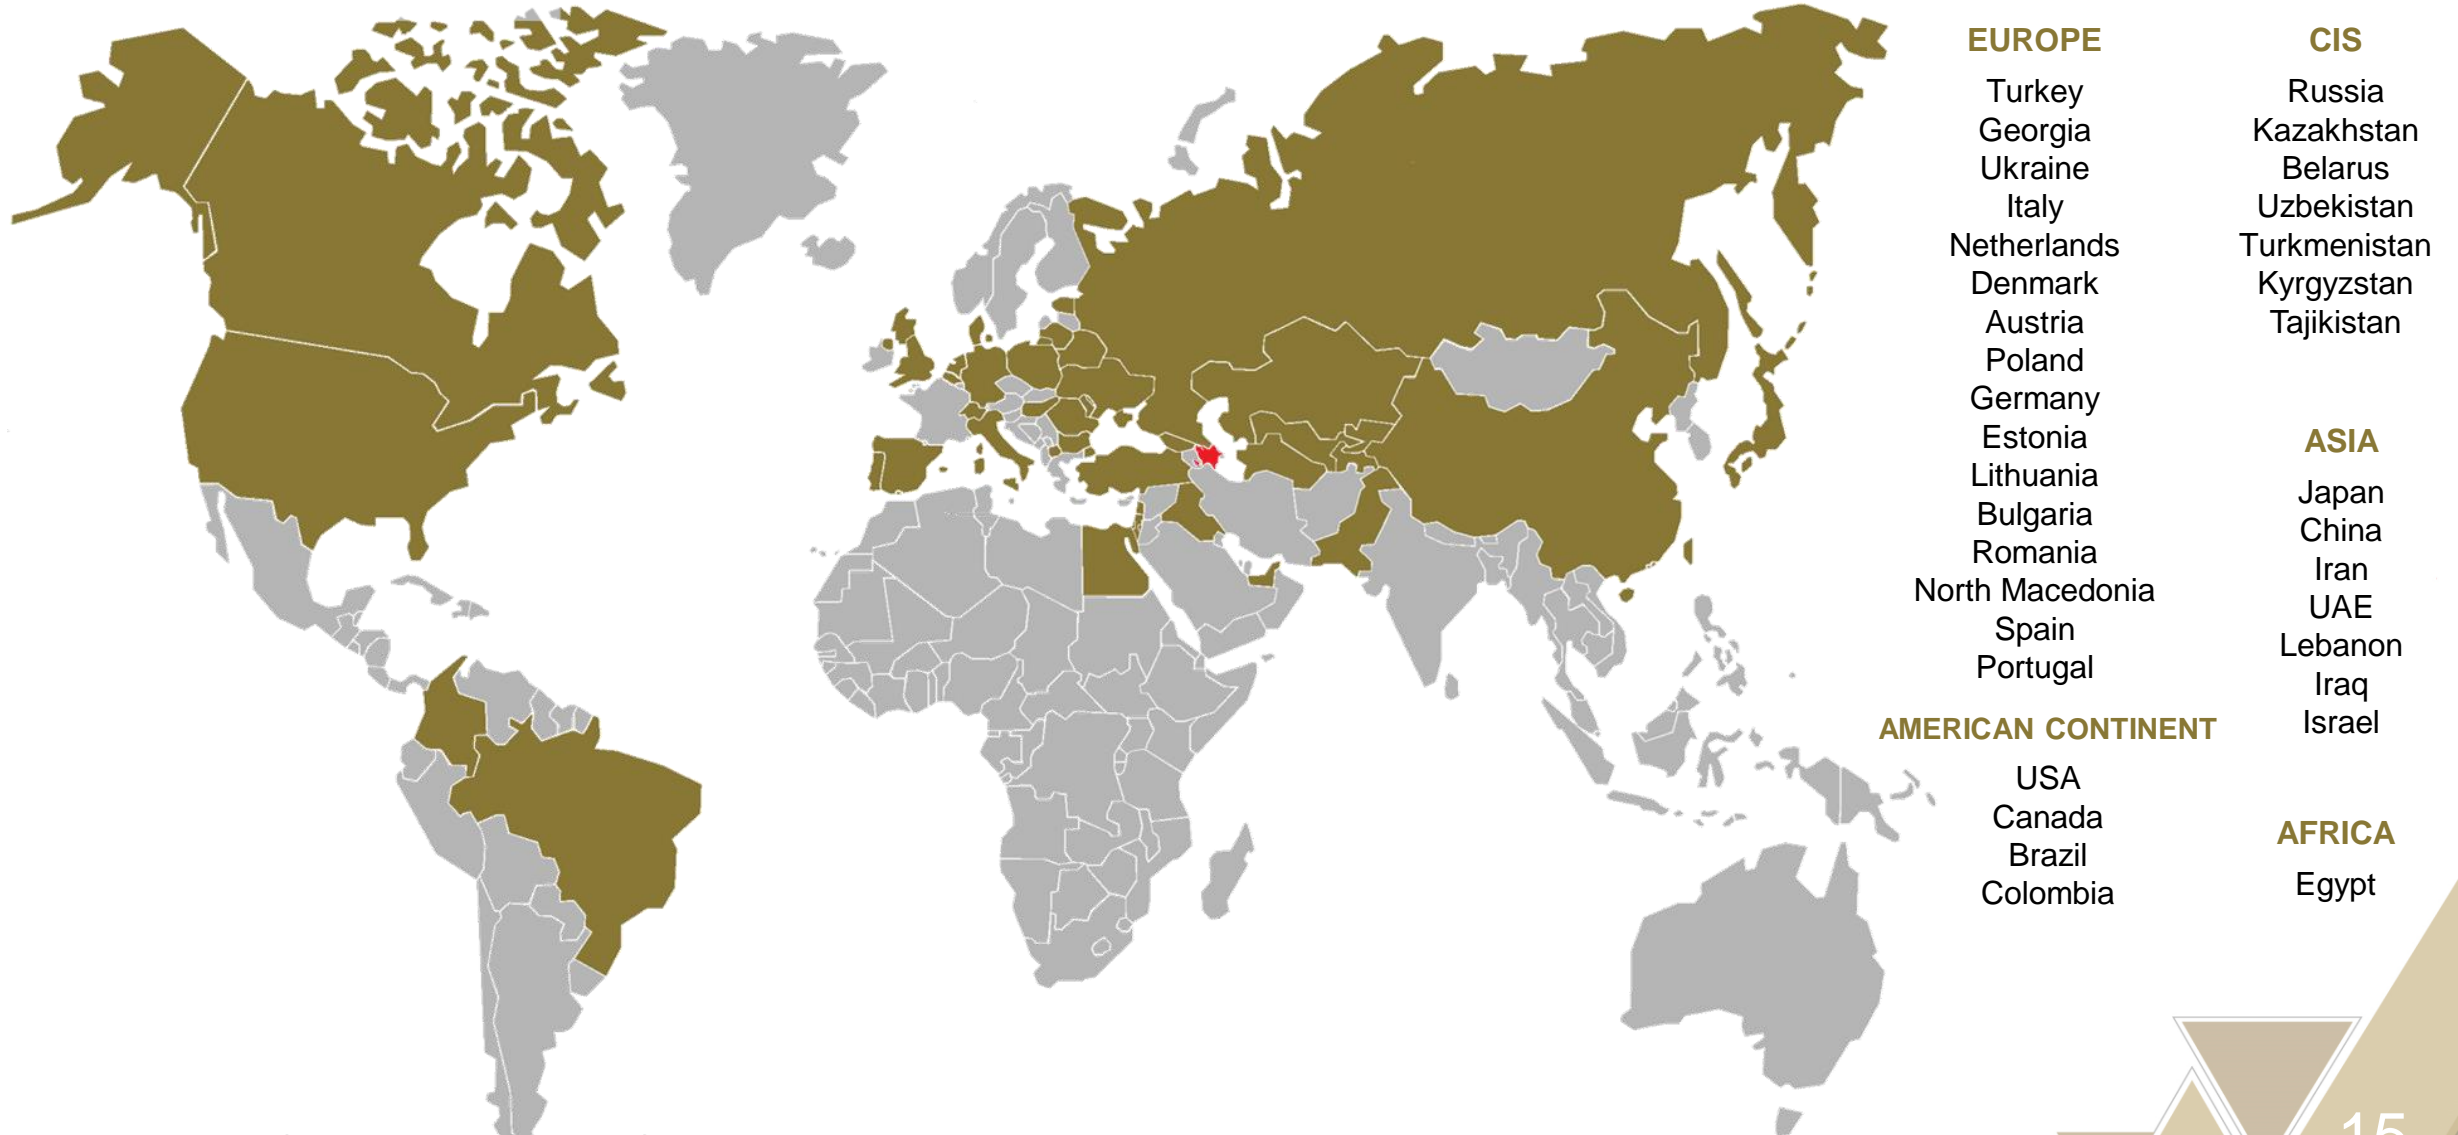 EUROPE
Turkey
Georgia
Ukraine
Italy
Netherlands
Denmark
Austria
Poland
Germany
Estonia
Lithuania
Bulgaria
Romania
North Macedonia
Spain
Portugal
AMERICAN CONTINENT
USA
Canada
Brazil
Colombia
CIS
Russia
Kazakhstan
Belarus
Uzbekistan
Turkmenistan
Kyrgyzstan
Tajikistan
ASIA
Japan
China
Iran
UAE
Lebanon
Iraq
Israel
AFRICA
Egypt
15